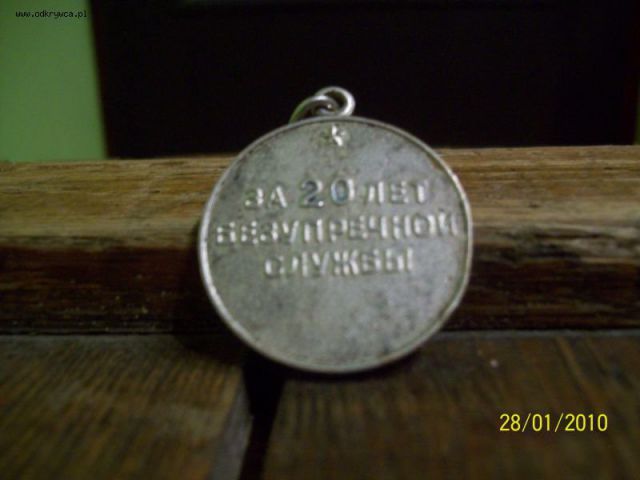 www.odkrywca.pl
ЗА 20 ЛЕТ
БЕЗУПРЕЧНОЙ
СЛУЖБЫ
28/01/2010